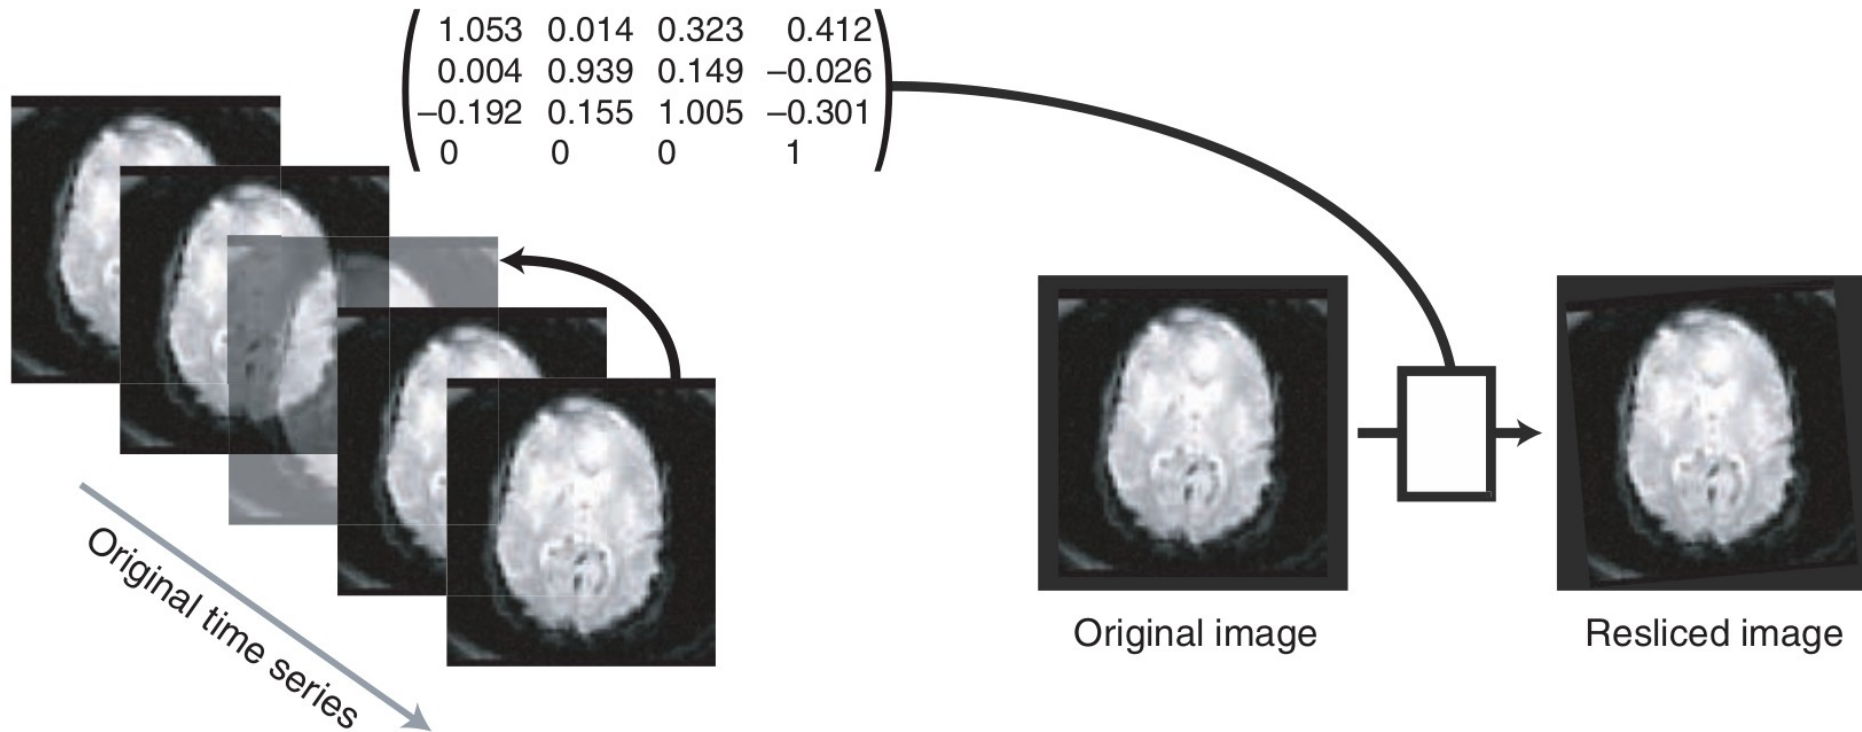 1.053 0.014 0.323 0.412
0.004 0.939 0.149 –0.026
–0.192 0.155 1.005 –0.301
0 0 0 1
Original time series
Original image
Resliced image